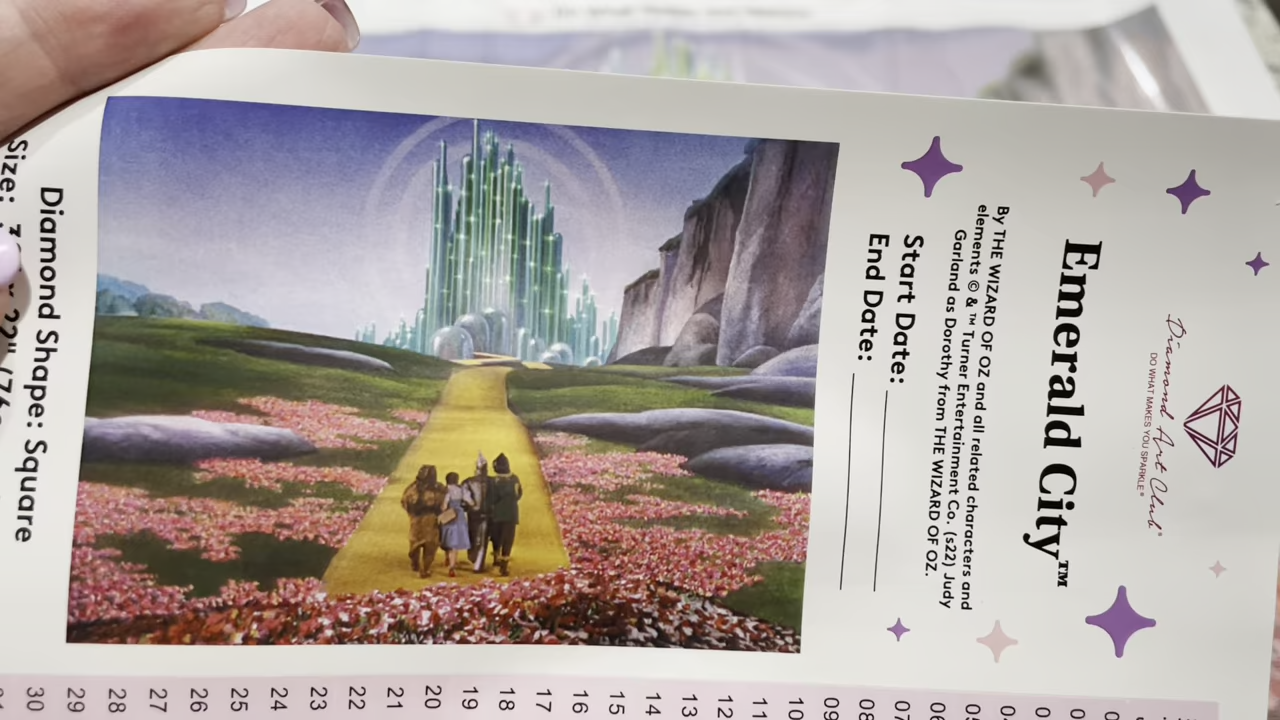 Diamond Art Club®
DO WHAT MAKES YOU SPARKLE®
Emerald City™
By THE WIZARD OF OZ and all related characters and
elements © & ™ Turner Entertainment Co. (s22) Judy
Garland as Dorothy from THE WIZARD OF OZ.
Start Date:
End Date:
Diamond Shape: Square
Size:
30
29
28
27
26
25
24
23
22
21
20
19
18
17
16
15
14
13
12
11
10
09
08
07
06